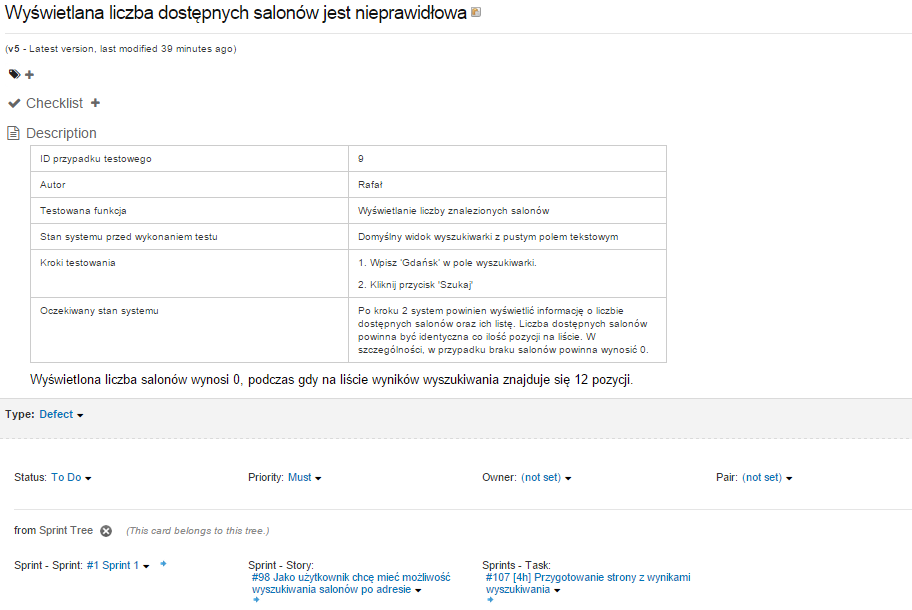 Wyświetlana liczba dostępnych salonów jest nieprawidłowa
(v5 - Latest version, last modified 39 minutes ago)
Checklist
Description
ID przypadku testowego 9
Autor Rafał
Testowana funkcja Wyświetlanie liczby znalezionych salonów
Stan systemu przed wykonaniem testu Domyślny widok wyszukiwarki z pustym polem tekstowym
Kroki testowania 1. Wpisz 'Gdańsk' w pole wyszukiwarki.
2. Kliknij przycisk 'Szukaj'
Oczekiwany stan systemu Po kroku 2 system powinien wyświetlić informację o liczbie
dostępnych salonów oraz ich listę. Liczba dostępnych salonów
powinna być identyczna co ilość pozycji na liście. W
szczególności, w przypadku braku salonów powinna wynosić 0.
Wyświetlona liczba salonów wynosi 0, podczas gdy na liście wyników wyszukiwania znajduje się 12 pozycji.
Type: Defect
Status: To Do Priority: Must Owner: (not set) Pair: (not set)
from Sprint Tree (This card belongs to this tree.)
Sprint - Sprint: #1 Sprint 1 Sprint - Story: Sprints - Task:
#98 Jako użytkownik chcę mieć możliwość #107 [4h] Przygotowanie strony z wynikami
wyszukiwania salonów po adresie wyszukiwania